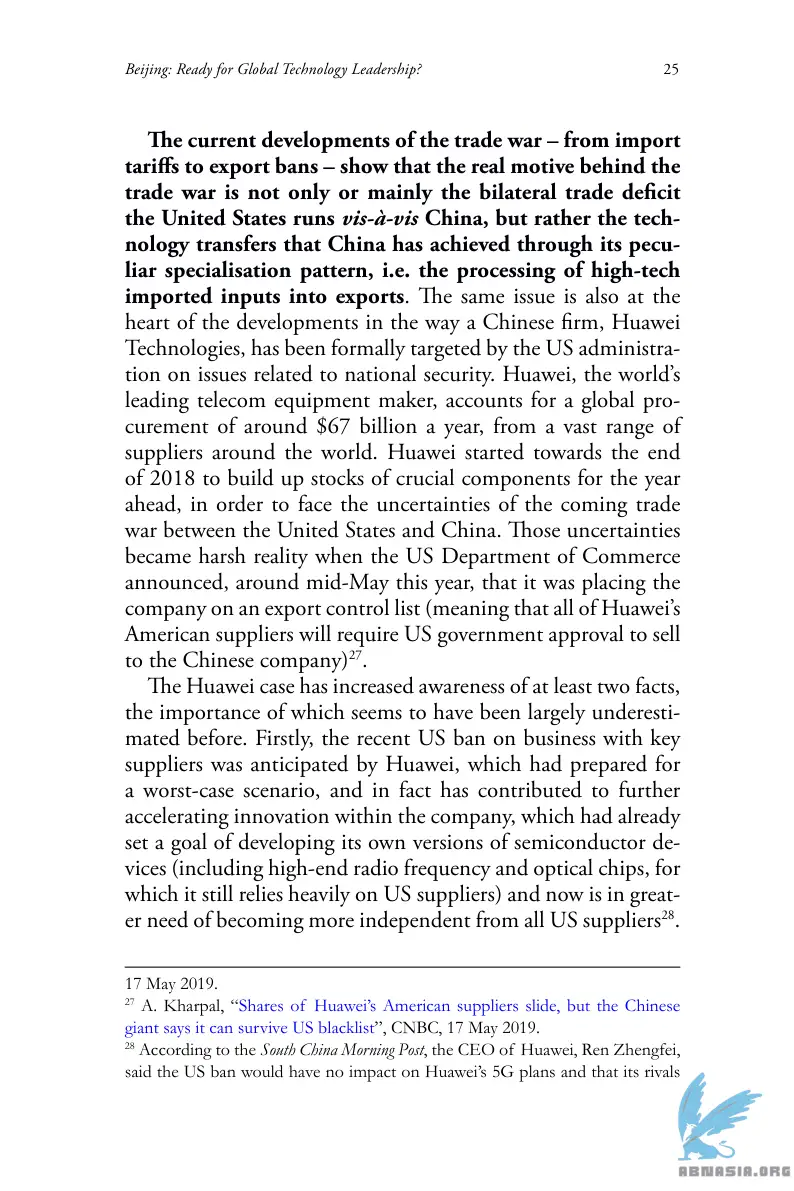 Beijing: Ready for Global Technology Leadership? 25
The current developments of the trade war – from import
tariffs to export bans – show that the real motive behind the
trade war is not only or mainly the bilateral trade deficit
the United States runs vis-à-vis China, but rather the tech-
nology transfers that China has achieved through its pecu-
liar specialisation pattern, i.e. the processing of high-tech
imported inputs into exports. The same issue is also at the
heart of the developments in the way a Chinese firm, Huawei
Technologies, has been formally targeted by the US administra-
tion on issues related to national security. Huawei, the world’s
leading telecom equipment maker, accounts for a global pro-
curement of around $67 billion a year, from a vast range of
suppliers around the world. Huawei started towards the end
of 2018 to build up stocks of crucial components for the year
ahead, in order to face the uncertainties of the coming trade
war between the United States and China. Those uncertainties
became harsh reality when the US Department of Commerce
announced, around mid-May this year, that it was placing the
company on an export control list (meaning that all of Huawei’s
American suppliers will require US government approval to sell
to the Chinese company)27.
The Huawei case has increased awareness of at least two facts,
the importance of which seems to have been largely underesti-
mated before. Firstly, the recent US ban on business with key
suppliers was anticipated by Huawei, which had prepared for
a worst-case scenario, and in fact has contributed to further
accelerating innovation within the company, which had already
set a goal of developing its own versions of semiconductor de-
vices (including high-end radio frequency and optical chips, for
which it still relies heavily on US suppliers) and now is in great-
er need of becoming more independent from all US suppliers28.
17 May 2019.
27 A. Kharpal, “Shares of Huawei’s American suppliers slide, but the Chinese
giant says it can survive US blacklist”, CNBC, 17 May 2019.
28 According to the South China Morning Post, the CEO of Huawei, Ren Zhengfei,
said the US ban would have no impact on Huawei’s 5G plans and that its rivals
ABNASIA.ORG